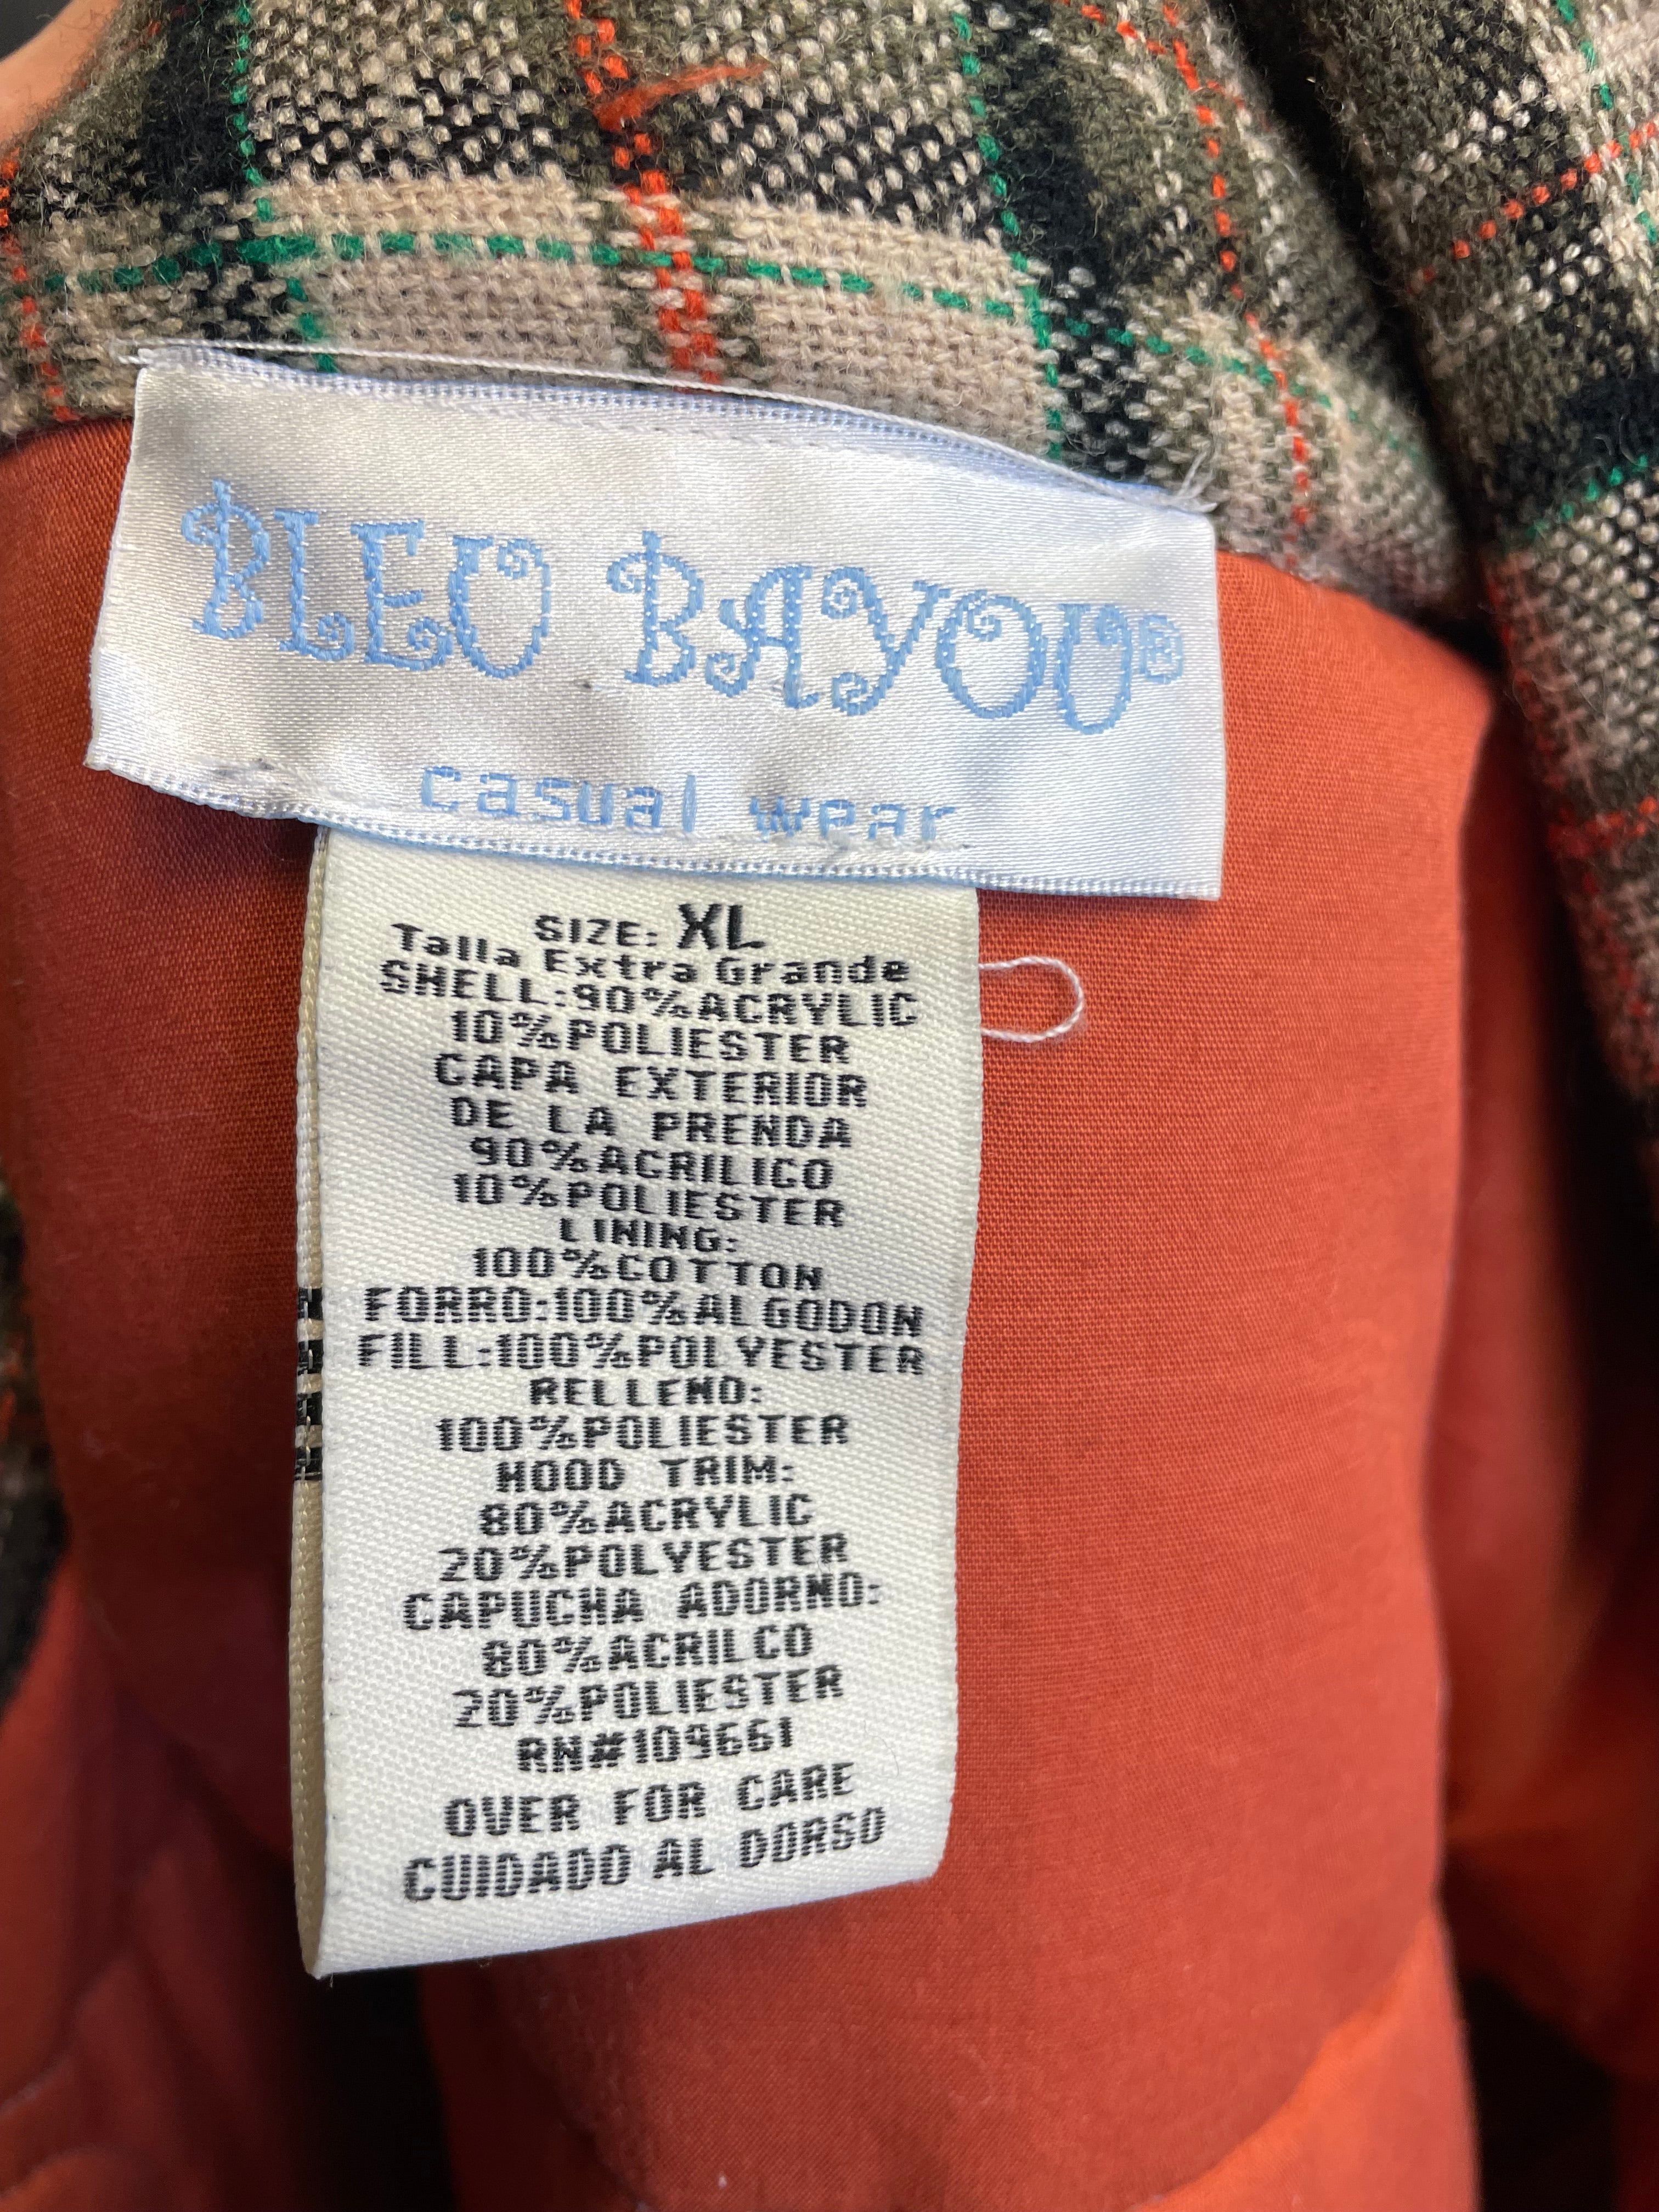 BLEU BAYOU®
casual wear
SIZE: XL
Talla Extra Grande
SHELL:90%ACRYLIC
10%POLIESTER
CAPA EXTERIOR
DE LA PRENDA
90%ACRILICO
10%POLIESTER
LINING:
100%COTTON
FORRO:100%ALGODON
FILL:100%POLYESTER
RELLENO:
100%POLIESTER
HOOD TRIM:
80%ACRYLIC
20%POLYESTER
CAPUCHA ADORNO:
80%ACRILCO
20%POLIESTER
RN#109661
OVER FOR CARE
CUIDADO AL DORSO